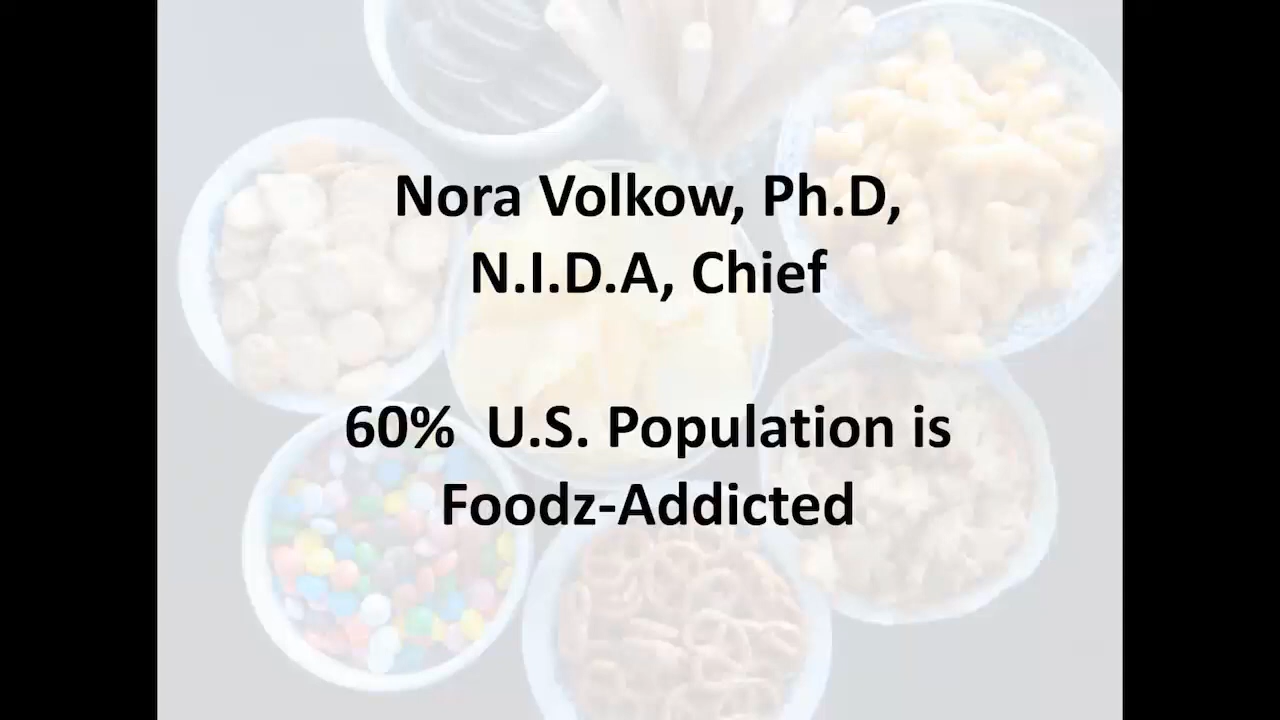 Nora Volkow, Ph.D,
N.I.D.A, Chief
60% U.S. Population is
Foodz-Addicted